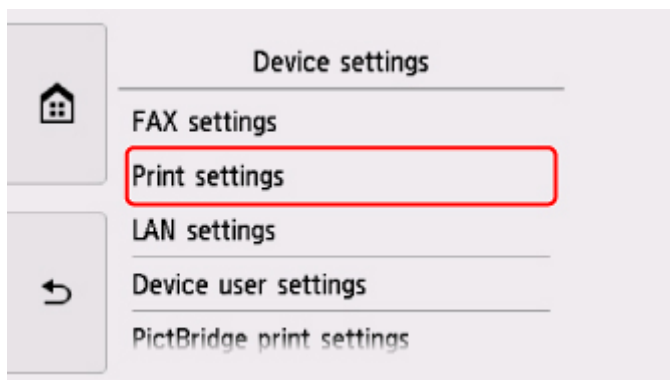 Device settings
FAX settings
Print settings
LAN settings
Device user settings
PictBridge print settings